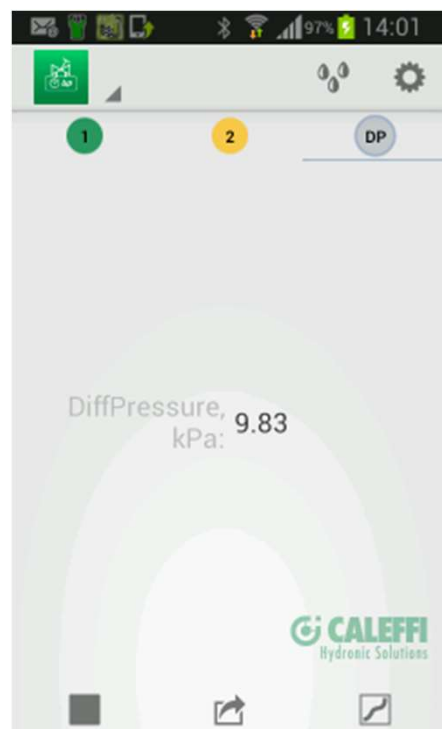 97% 14:01
1 2 DP
DiffPressure,
kPa: 9.83
CALEFFI
Hydronic Solutions